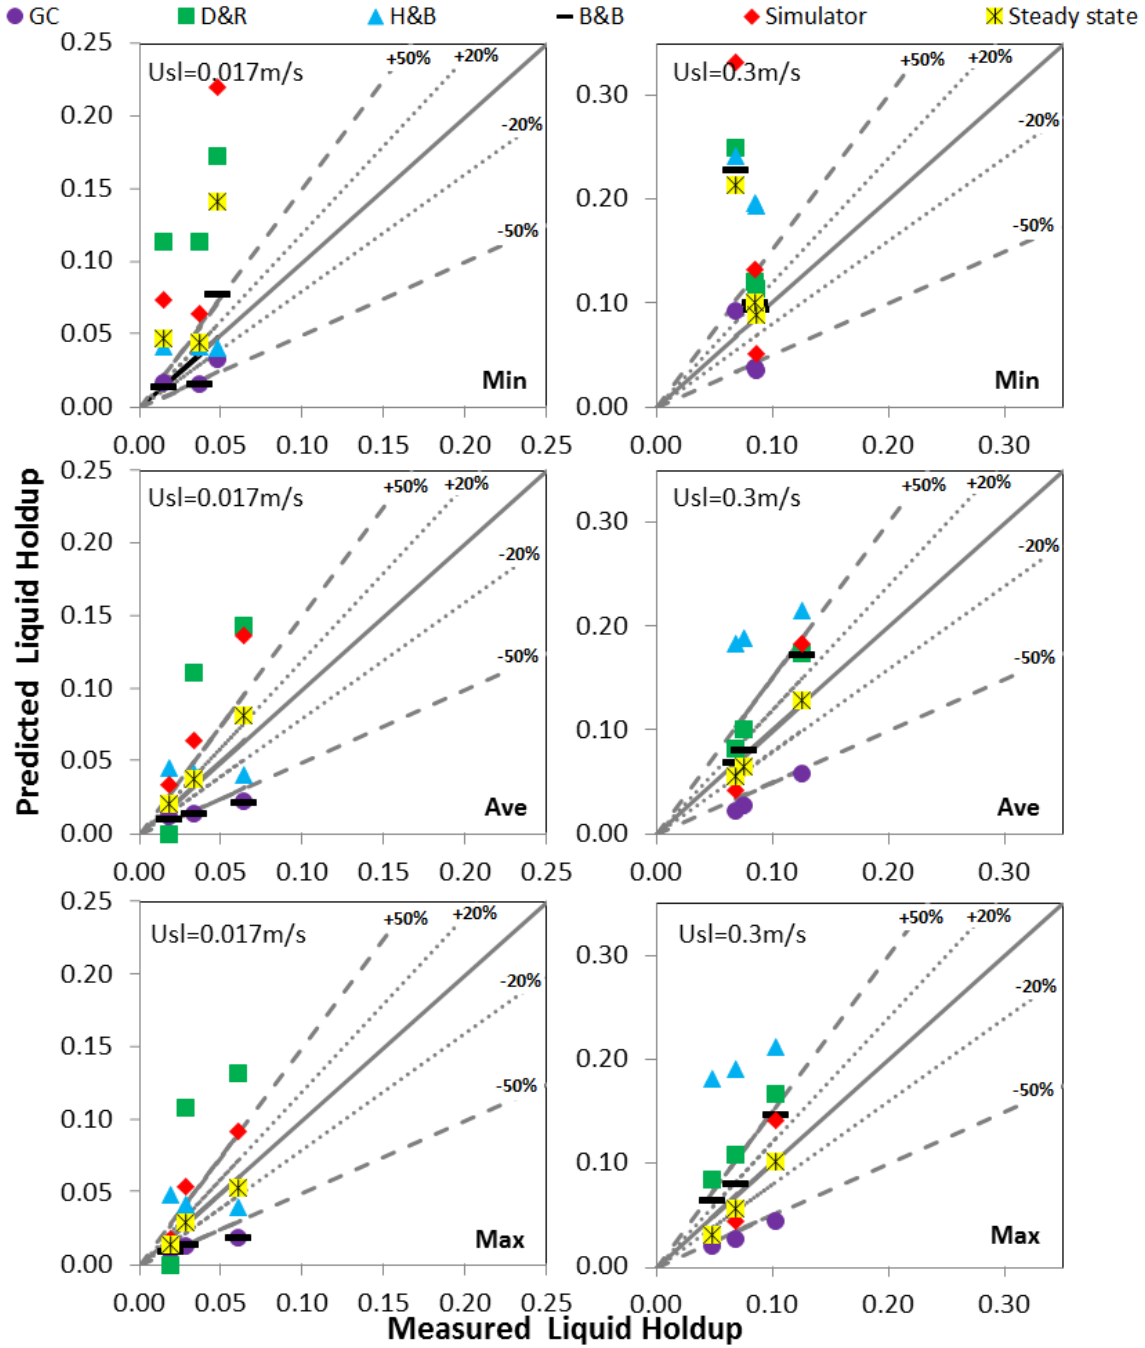 GC D&R H&B B&B Simulator Steady state
0.25 Usl=0.017m/s +50% +20%
0.20
-20%
0.15
0.10 -50%
0.05
0.00 Min
0.00 0.05 0.10 0.15 0.20 0.25
Usl=0.3m/s +50% +20%
0.30
-20%
0.20
-50%
0.10
Min
0.00
0.00 0.10 0.20 0.30
Predicted Liquid Holdup
0.25 Usl=0.017m/s +50% +20%
0.20
-20%
0.15
-50%
0.10
0.05
Ave
0.00
0.00 0.05 0.10 0.15 0.20 0.25
Usl=0.3m/s +50% +20%
0.30
-20%
0.20
-50%
0.10
Ave
0.00
0.00 0.10 0.20 0.30
0.25 Usl=0.017m/s +50% +20%
0.20
-20%
0.15
0.10 -50%
0.05
Max
0.00
0.00 0.05 0.10 0.15 0.20 0.25
Usl=0.3m/s +50% +20%
0.30
-20%
0.20
-50%
0.10
Max
0.00
0.00 0.10 0.20 0.30
Measured Liquid Holdup